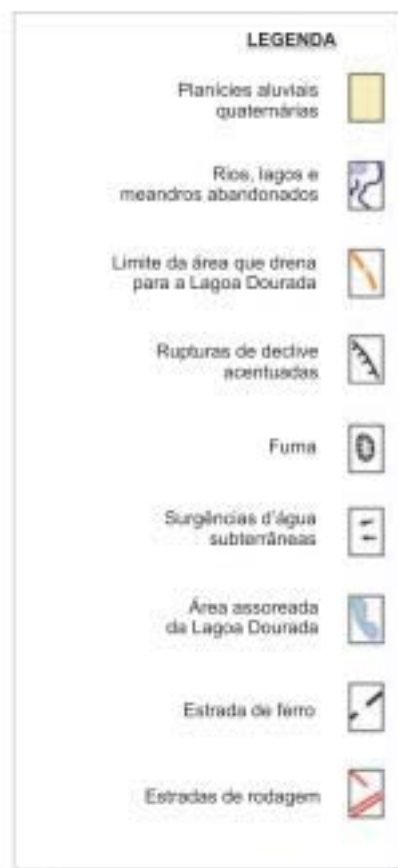 LEGENDA
Planícies aluviais
quaternárias
Rios, lagos e
meandros abandonados
Limite da área que drena
para a Lagoa Dourada
Rupturas de declive
acentuadas
Furna
Surgências d'água
subterrâneas
Área assoreada
da Lagoa Dourada
Estrada de ferro
Estradas de rodagem